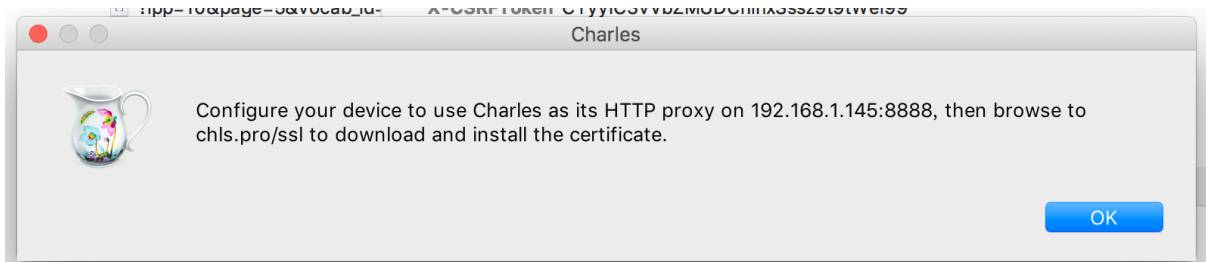 Charles
Configure your device to use Charles as its HTTP proxy on 192.168.1.145:8888, then browse to
chls.pro/ssl to download and install the certificate.
OK